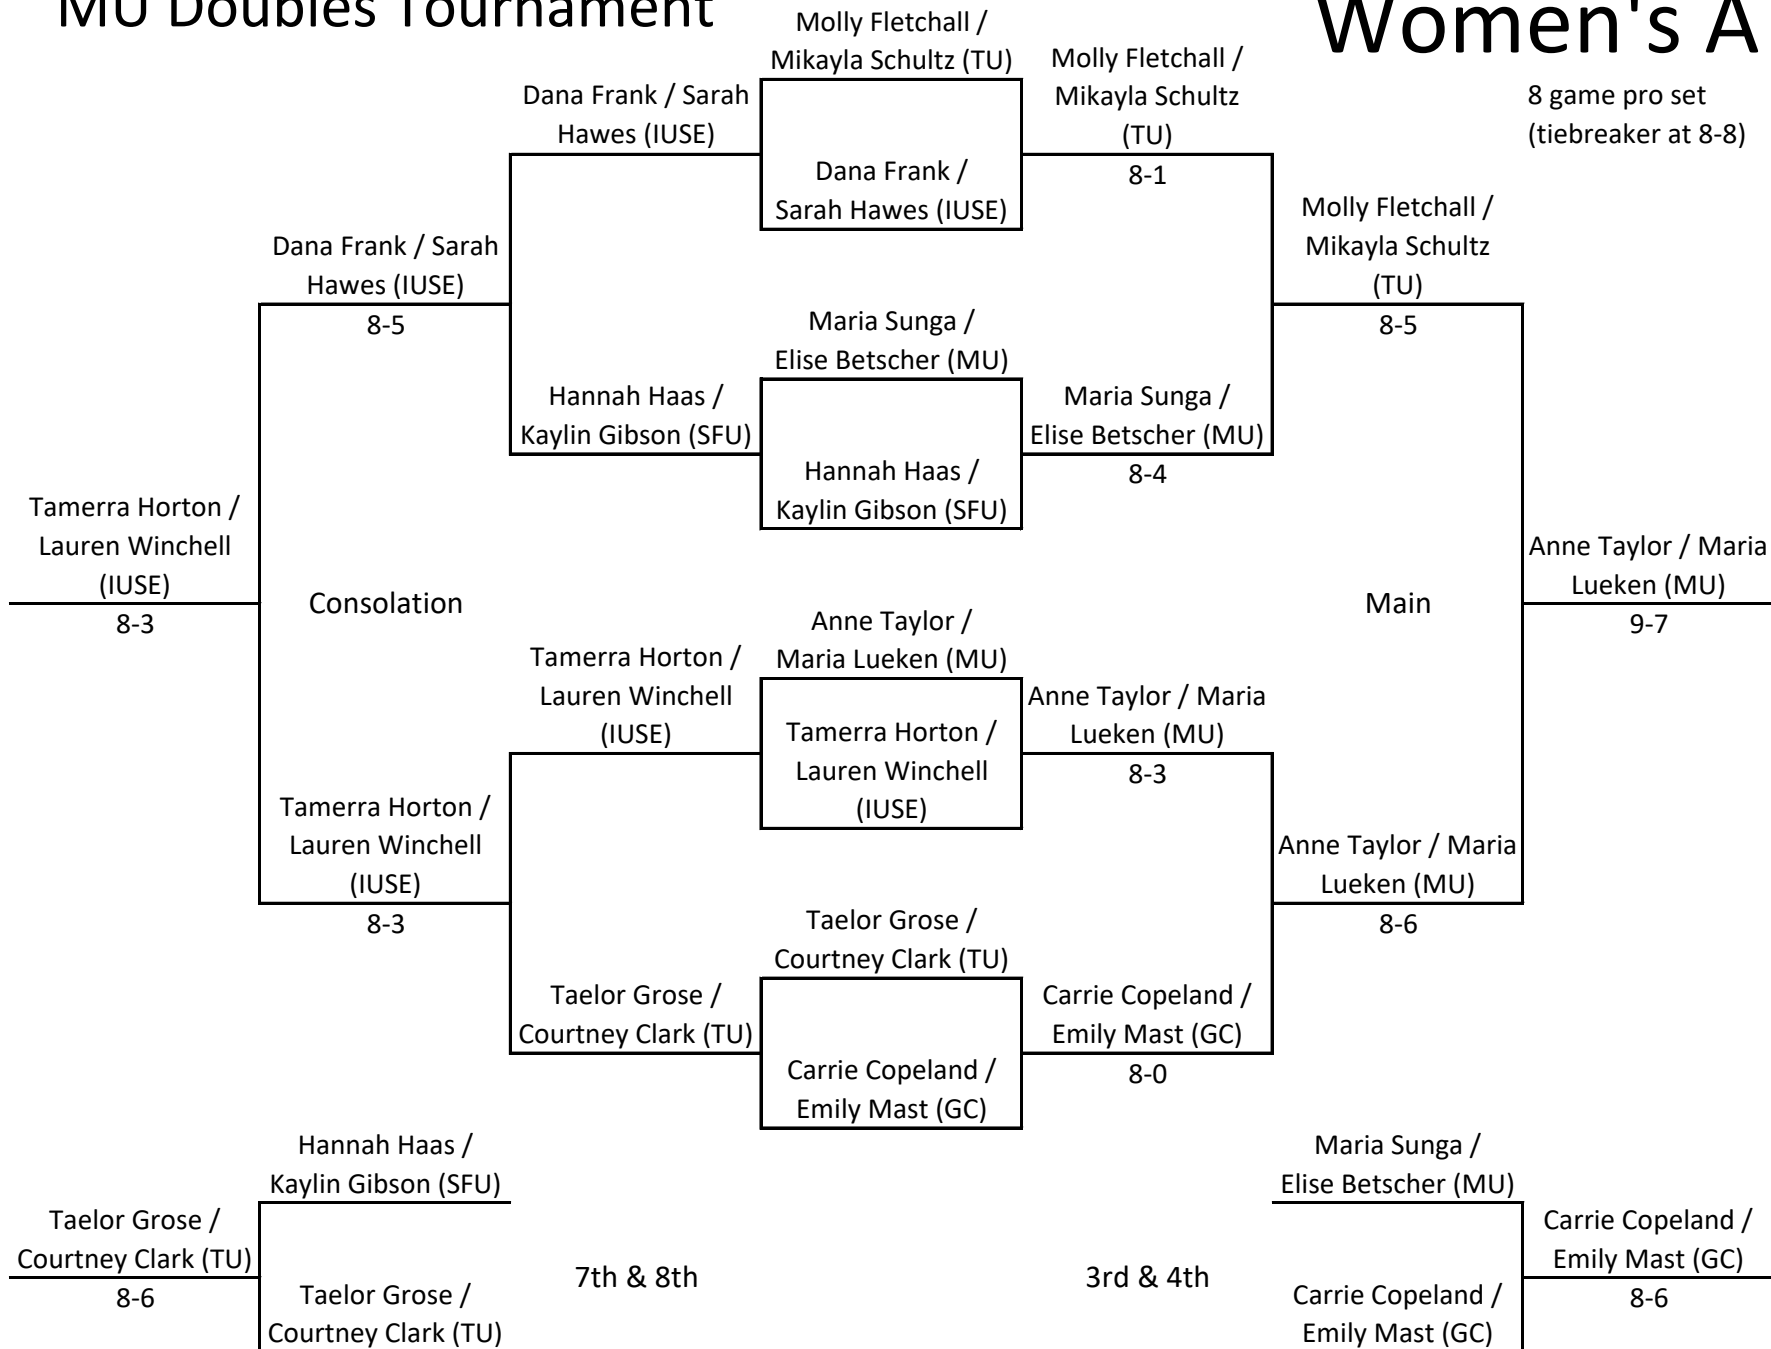 MU Doubles Tournament
Women's A
8 game pro set
(tiebreaker at 8-8)
Molly Fletchall /
Mikayla Schultz (TU)
Dana Frank /
Sarah Hawes (IUSE)
Maria Sunga /
Elise Betscher (MU)
Hannah Haas /
Kaylin Gibson (SFU)
Anne Taylor /
Maria Lueken (MU)
Tamerra Horton /
Lauren Winchell
(IUSE)
Taelor Grose /
Courtney Clark (TU)
Carrie Copeland /
Emily Mast (GC)
Molly Fletchall /
Mikayla Schultz
(TU)
8-1
Maria Sunga /
Elise Betscher (MU)
8-4
Anne Taylor / Maria
Lueken (MU)
8-3
Carrie Copeland /
Emily Mast (GC)
8-0
Molly Fletchall /
Mikayla Schultz
(TU)
8-5
Anne Taylor / Maria
Lueken (MU)
8-6
Main
Anne Taylor / Maria
Lueken (MU)
9-7
Dana Frank / Sarah
Hawes (IUSE)
Hannah Haas /
Kaylin Gibson (SFU)
Tamerra Horton /
Lauren Winchell
(IUSE)
Taelor Grose /
Courtney Clark (TU)
Dana Frank / Sarah
Hawes (IUSE)
8-5
Tamerra Horton /
Lauren Winchell
(IUSE)
8-3
Consolation
Tamerra Horton /
Lauren Winchell
(IUSE)
8-3
Hannah Haas /
Kaylin Gibson (SFU)
Taelor Grose /
Courtney Clark (TU)
Taelor Grose /
Courtney Clark (TU)
8-6
7th & 8th
3rd & 4th
Maria Sunga /
Elise Betscher (MU)
Carrie Copeland /
Emily Mast (GC)
Carrie Copeland /
Emily Mast (GC)
8-6